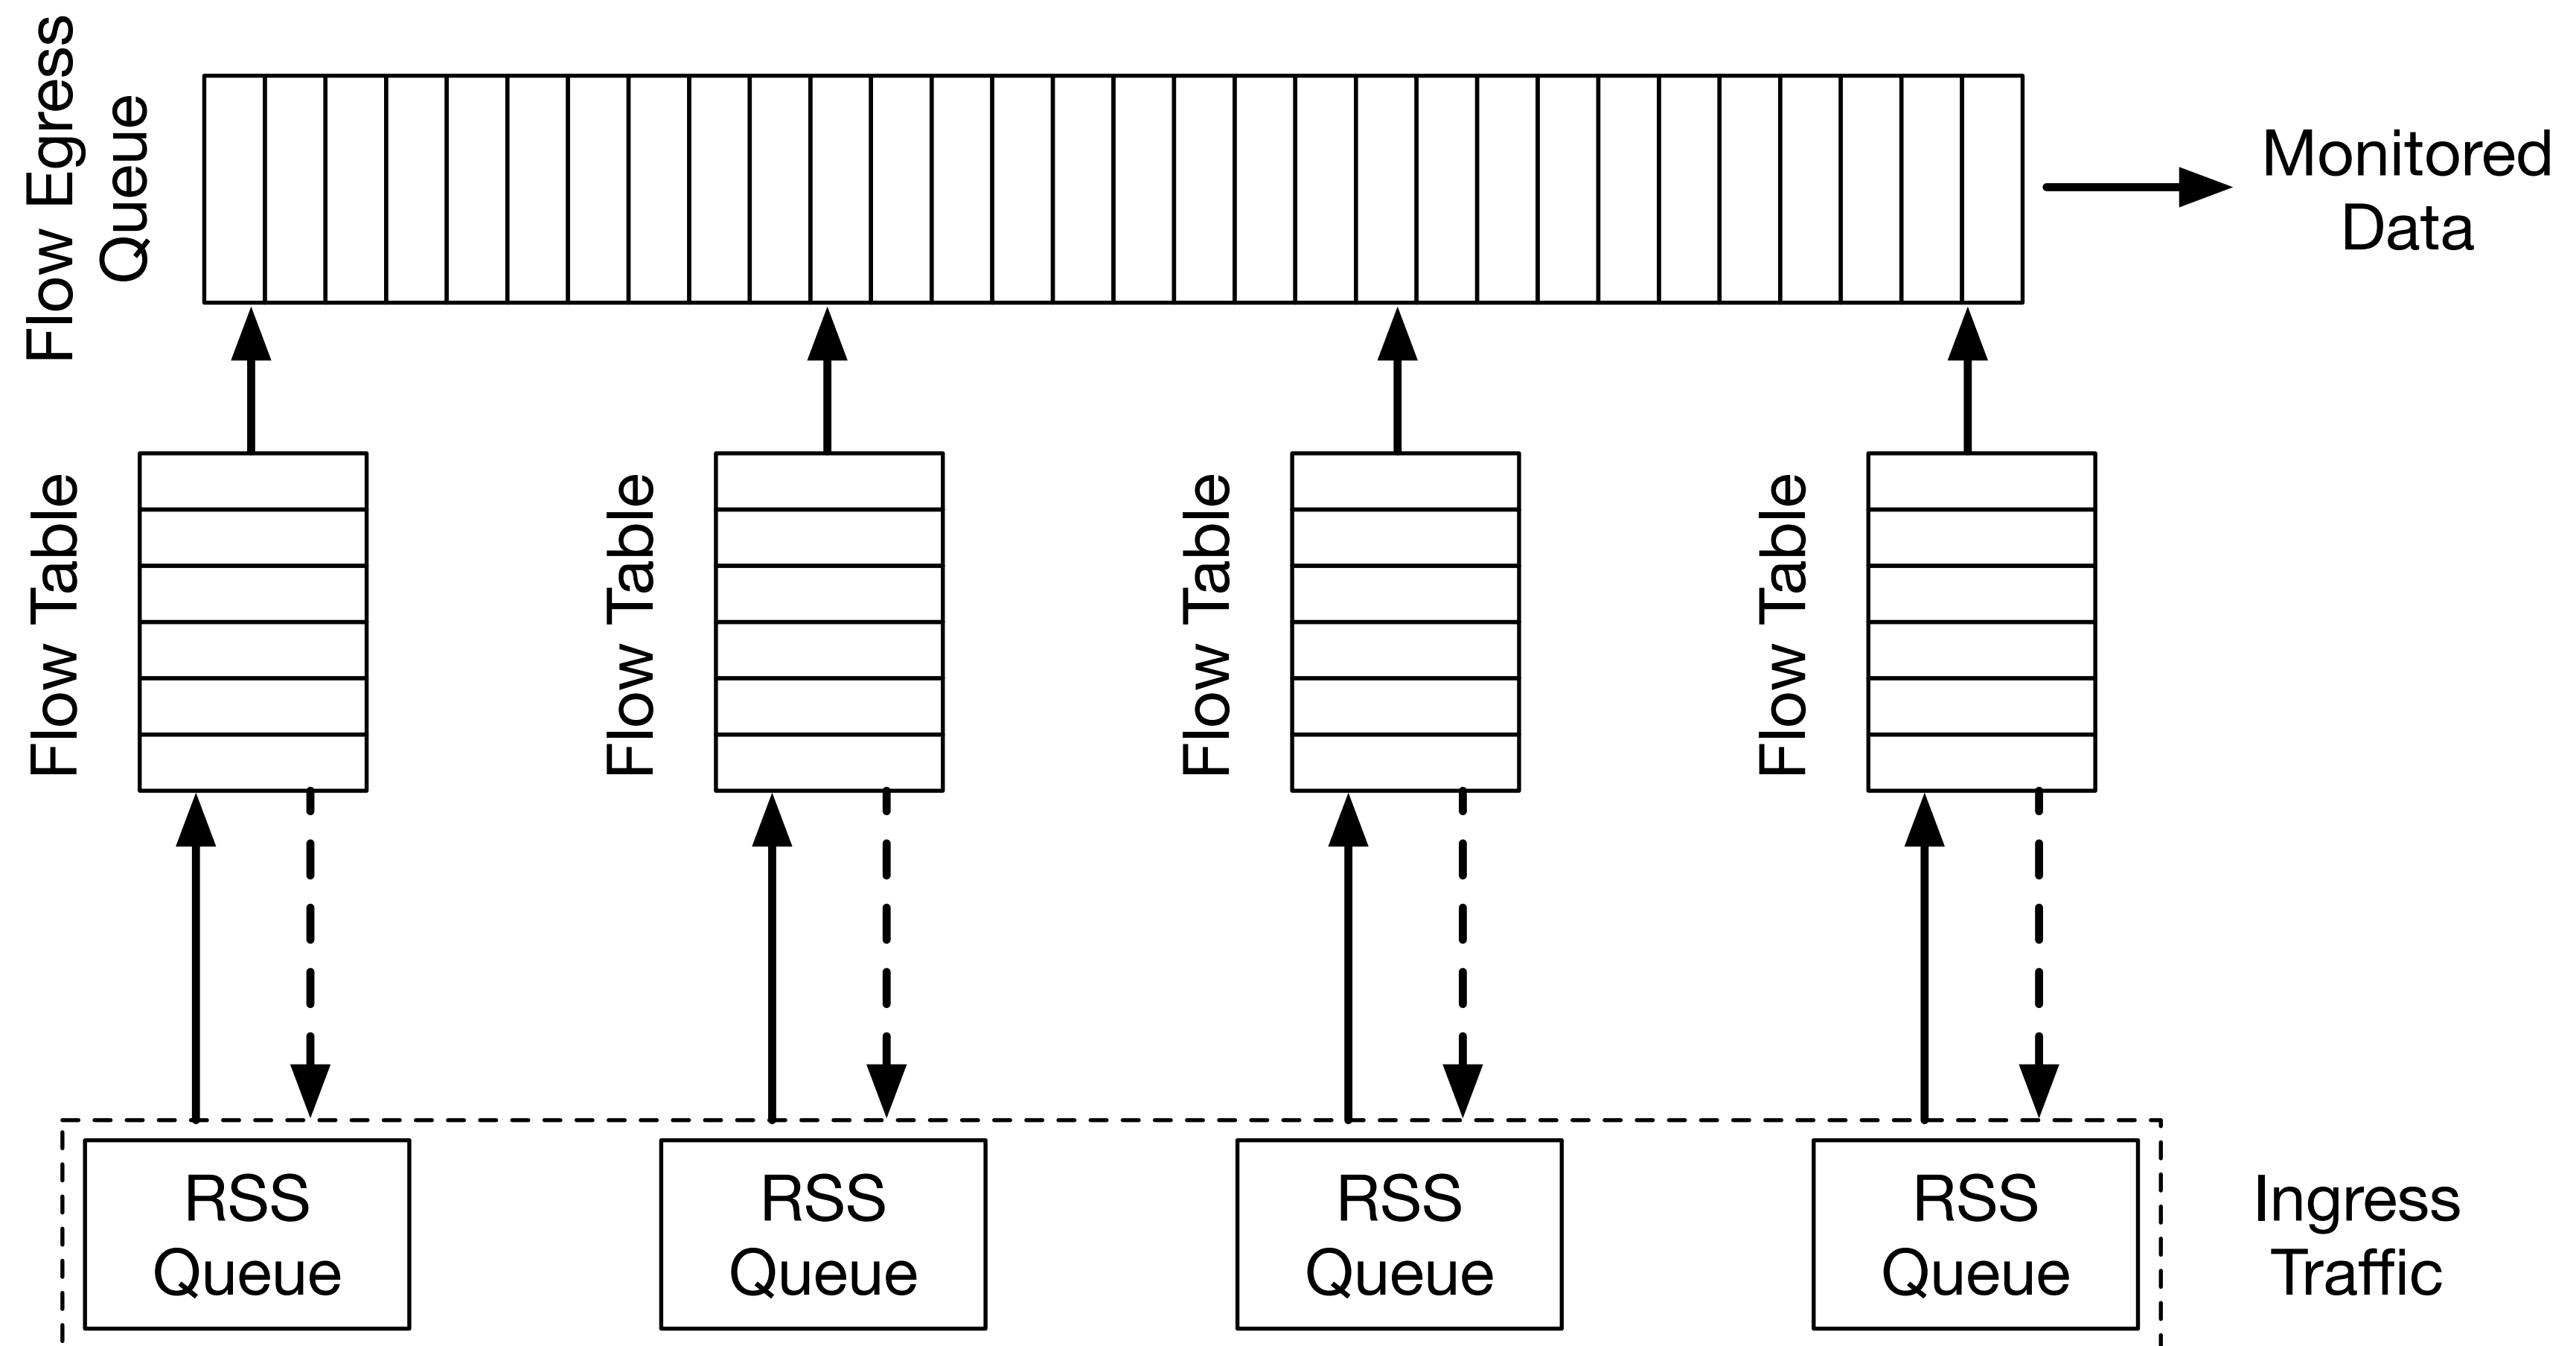 Flow Egress
Queue
Monitored
Data
Flow Table
Flow Table
Flow Table
Flow Table
RSS
Queue
RSS
Queue
RSS
Queue
RSS
Queue
Ingress
Traffic